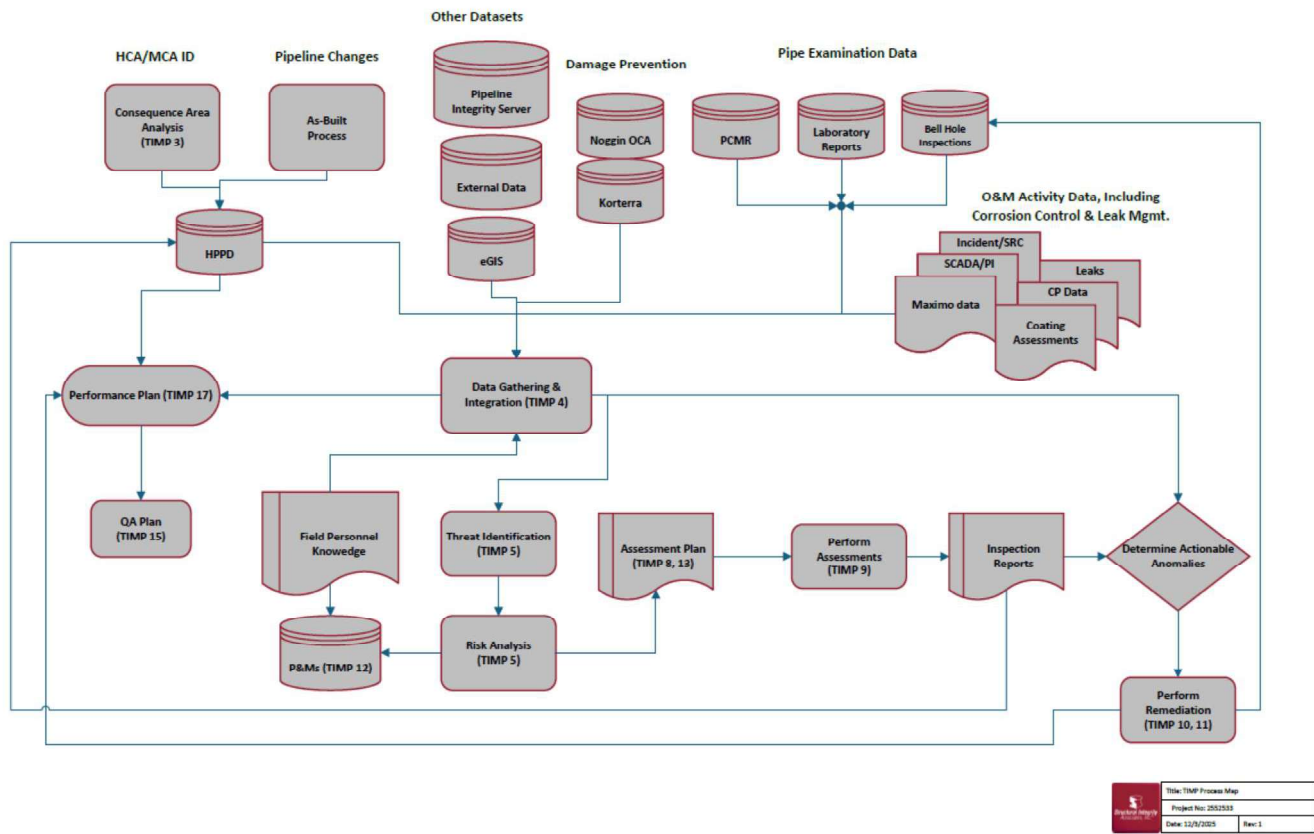 Other Datasets
HCA/MCA ID
Pipeline Changes
Damage Prevention
Pipe Examination Data
Consequence Area
Analysis
(TIMP 3)
As-Built
Process
Pipeline
Integrity Server
Noggin OCA
PCMR
Laboratory
Reports
Bell Hole
Inspections
External Data
Korterra
O&M Activity Data, Including
Corrosion Control & Leak Mgmt.
HPPD
eGIS
Incident/SRC
SCADA/PI
Leaks
Maximo data
CP Data
Coating
Assessments
Performance Plan (TIMP 17)
Data Gathering &
Integration (TIMP 4)
QA Plan
(TIMP 15)
Field Personnel
Knowedge
Threat Identification
(TIMP 5)
Assessment Plan
(TIMP 8, 13)
Perform
Assessments
(TIMP 9)
Inspection
Reports
Determine Actionable
Anomalies
P&Ms (TIMP 12)
Risk Analysis
(TIMP 5)
Perform
Remediation
(TIMP 10, 11)
Title: TIMP Process Map
Project No: 2552533
Date: 12/3/2025
Rev: 1